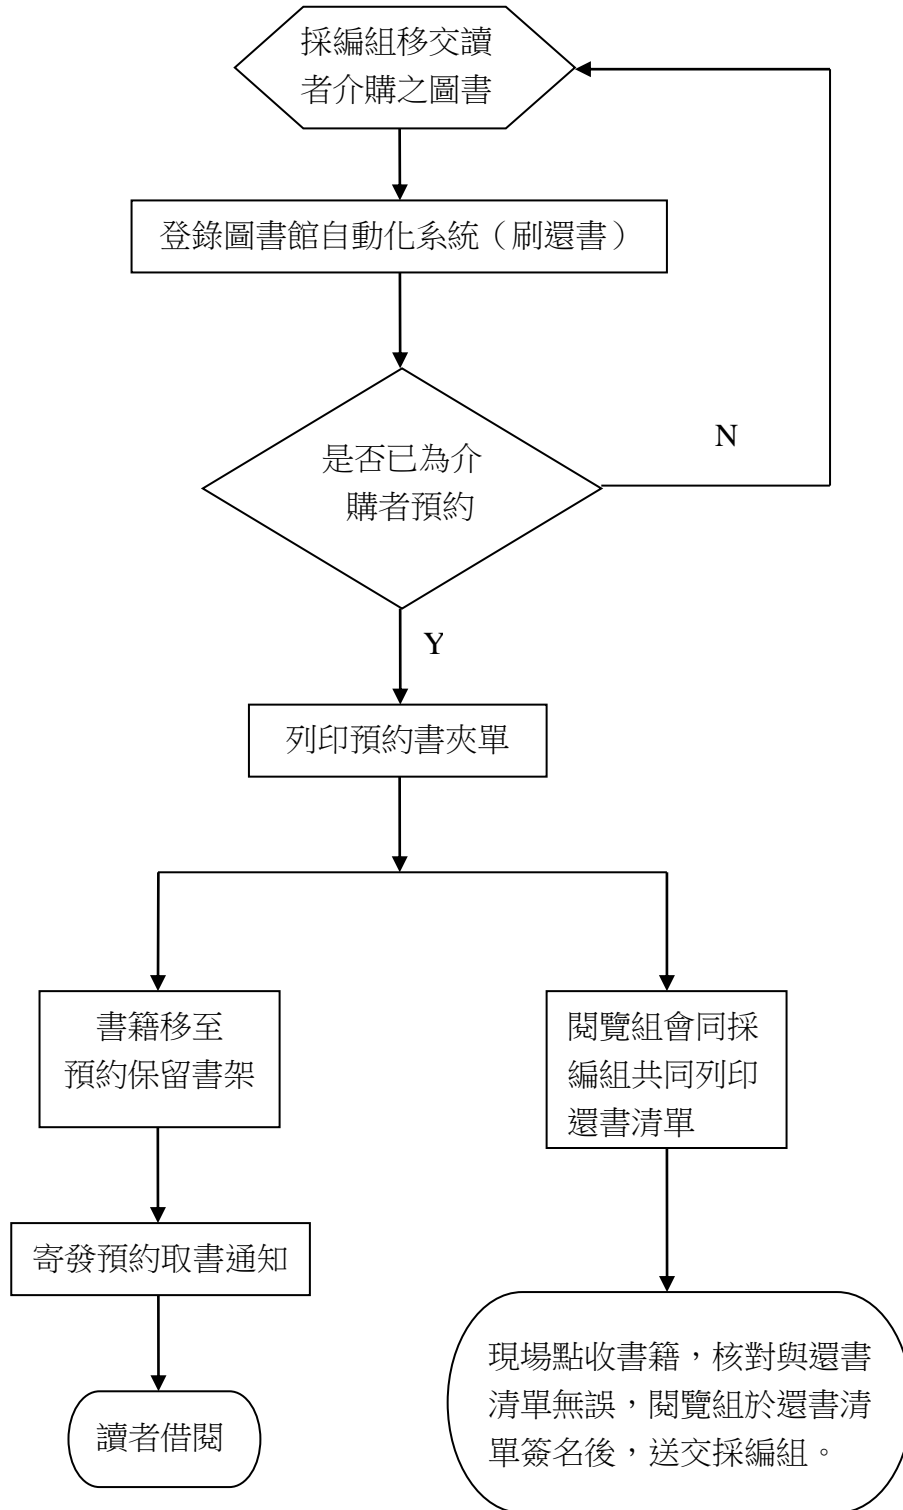 採編組移交讀
者介購之圖書
登錄圖書館自動化系統（刷還書）
是否已為介
購者預約
N
Y
列印預約書夾單
書籍移至
預約保留書架
閱覽組會同採
編組共同列印
還書清單
寄發預約取書通知
現場點收書籍，核對與還書
清單無誤，閱覽組於還書清
單簽名後，送交採編組。
讀者借閱